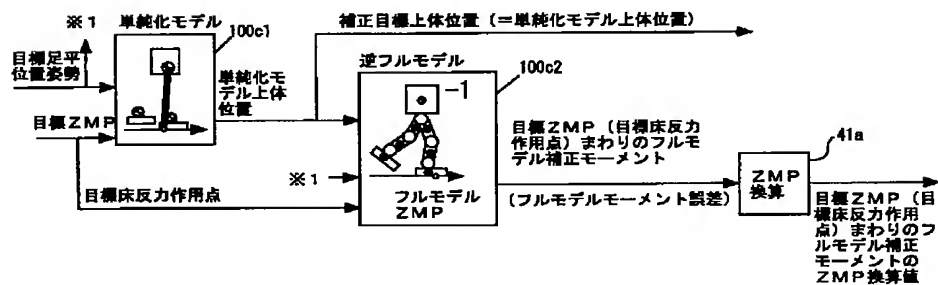 ※1
単純化モデル
100c1
目標足平
位置姿勢
目標ZMP
単純化モ
デル上体
位置
補正目標上体位置（＝単純化モデル上体位置）
逆フルモデル
100c2
-1
※1
目標床反力作用点
フルモデル
ZMP
目標ZMP（目標床反力
作用点）まわりのフルモ
デル補正モーメント
（フルモデルモーメント誤差）
41a
ZMP
換算
目標ZMP（目
標床反力作用
点）まわりのフ
ルモデル補正
モーメントの
ZMP換算値